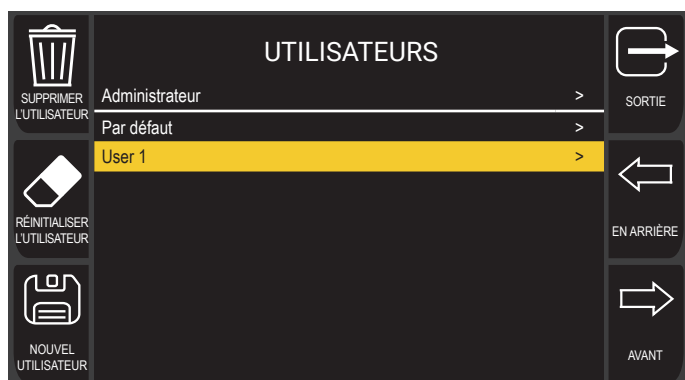 UTILISATEURS
SUPPRIMER
L'UTILISATEUR
Administrateur >
Par défaut >
User 1 >
SORTIE
RÉINITIALISER
L'UTILISATEUR
EN ARRIÈRE
NOUVEL
UTILISATEUR
AVANT